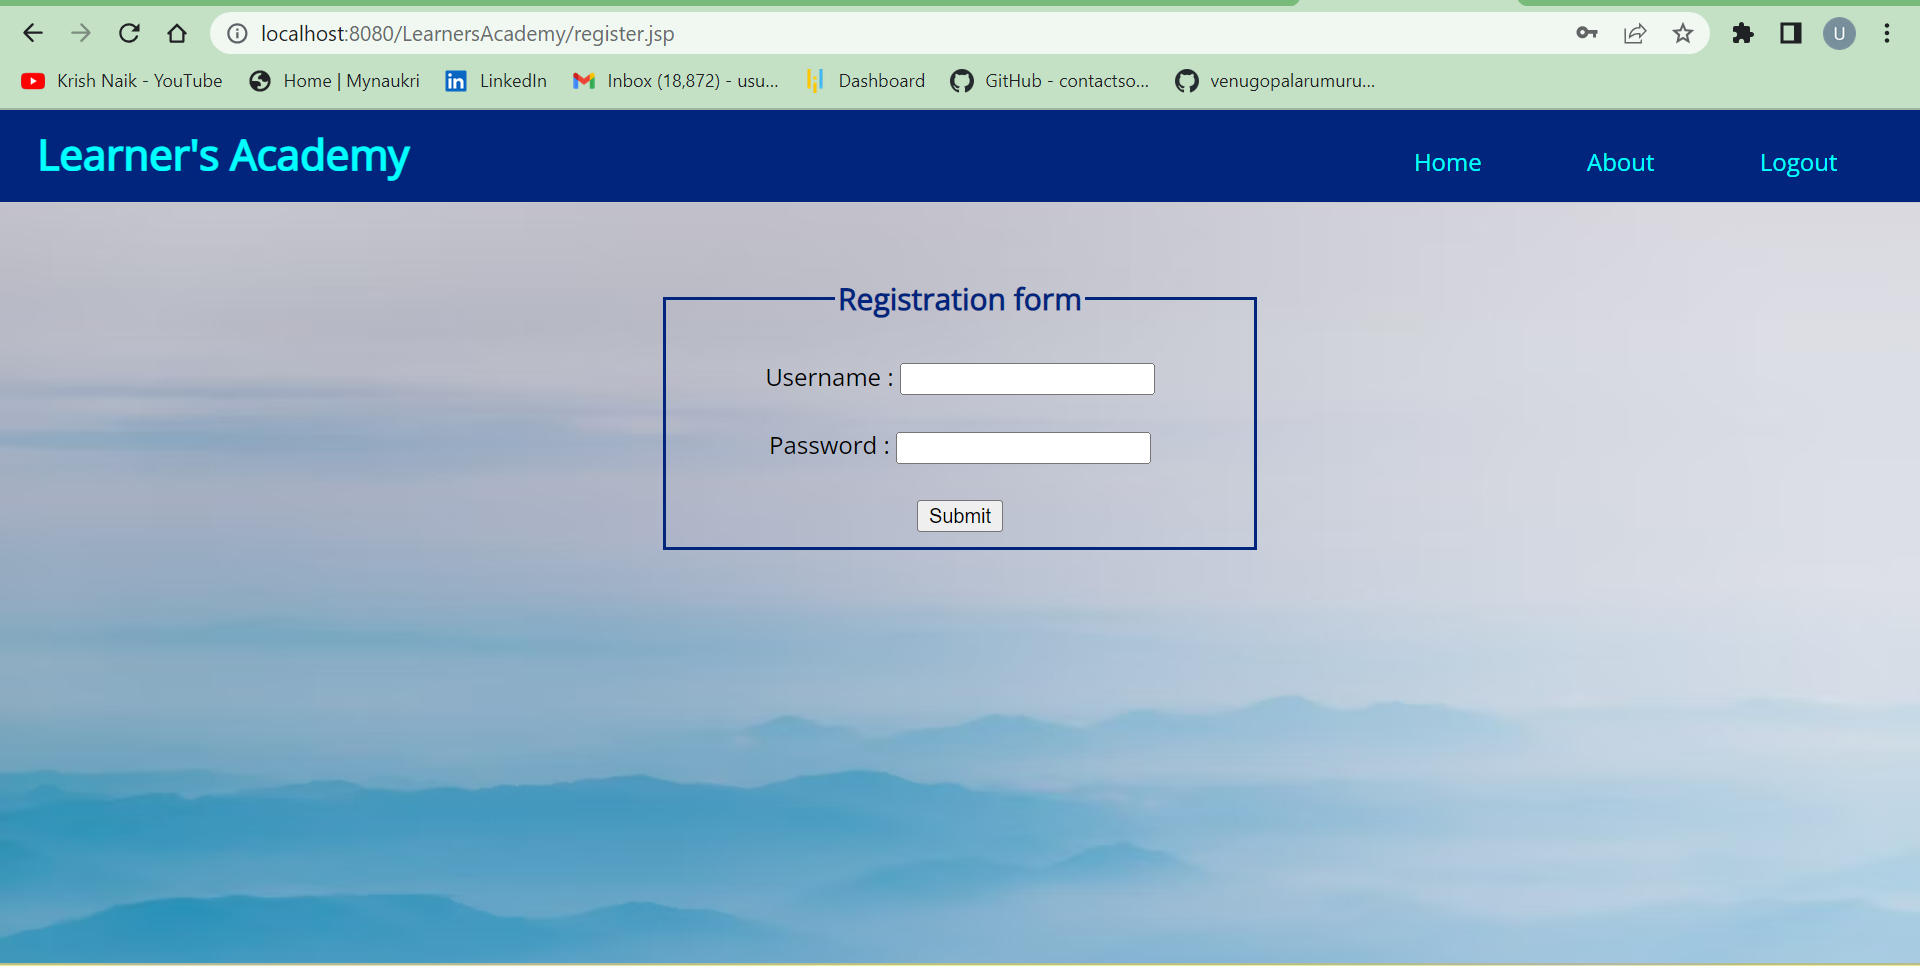 localhost:8080/LearnersAcademy/register.jsp
U
Krish Naik - YouTube
Home | Mynaukri
LinkedIn
Inbox (18,872) - usu...
Dashboard
GitHub - contactso...
venugopalarumuru...
Learner's Academy
Home
About
Logout
Registration form
Username :
Password :
Submit